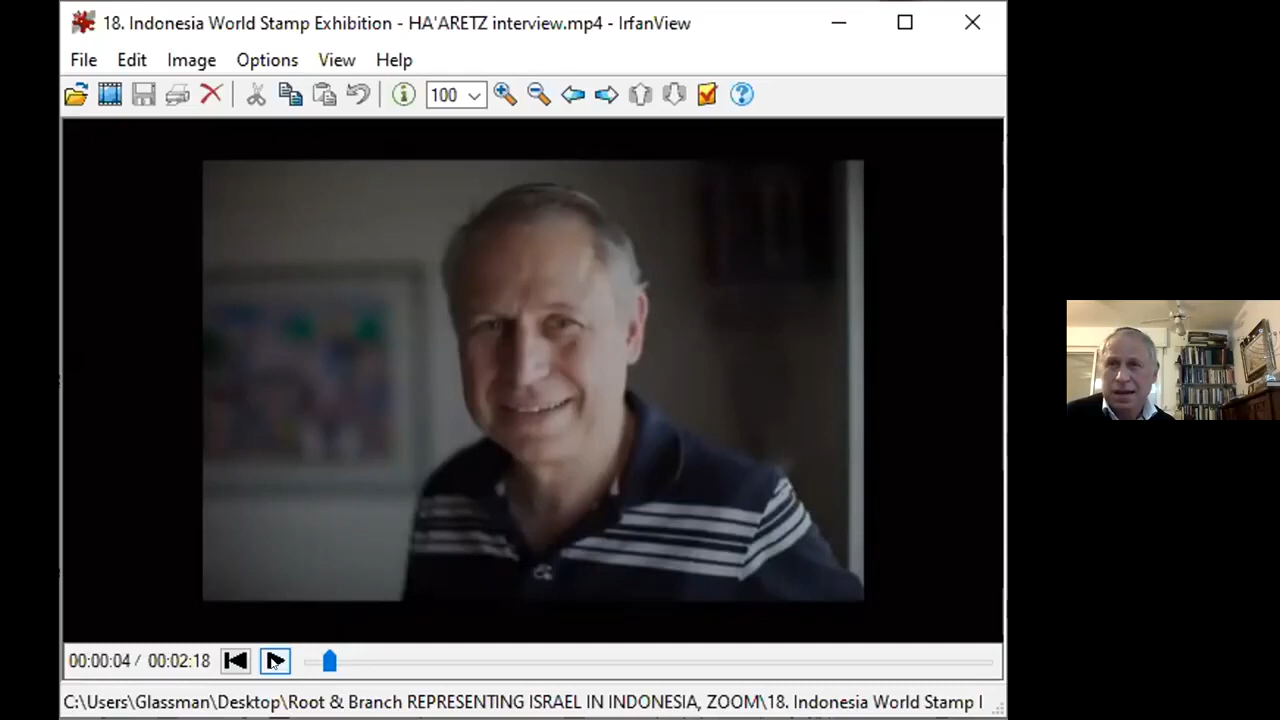 18. Indonesia World Stamp Exhibition - HA'ARETZ interview.mp4 - IrfanView
File Edit Image Options View Help
100
00:00:04 / 00:02:18
C:\Users\Glassman\Desktop\Root & Branch REPRESENTING ISRAEL IN INDONESIA, ZOOM\18. Indonesia World Stamp I